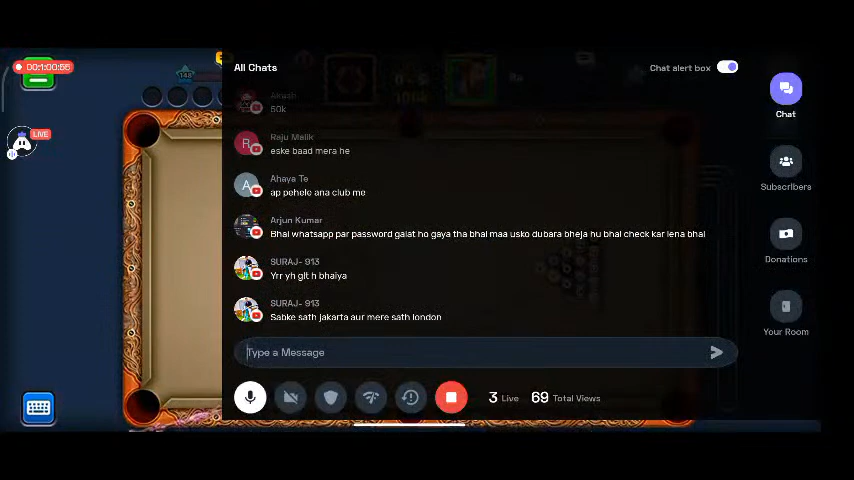 All Chats
Chat alert box
00:1:00:56
148
LIVE
Akash
50k
Raju Malik
eske baad mera he
Ahaya Te
ap pehele ana club me
Arjun Kumar
Bhai whatsapp par password galat ho gaya tha bhai maa usko dubara bheja hu bhai check kar lena bhai
SURAJ- 913
Yrr yh glt h bhaiya
SURAJ- 913
Sabke sath jakarta aur mere sath london
Type a Message
3 Live 69 Total Views
Chat
Subscribers
Donations
Your Room
R
A